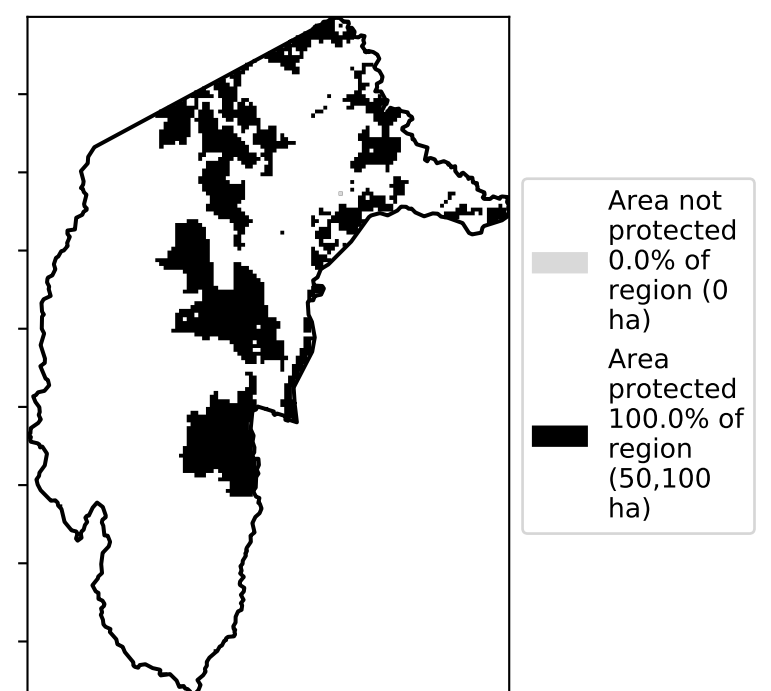 Area not
protected
0.0% of
region (0
ha)
Area
protected
100.0% of
region
(50,100
ha)